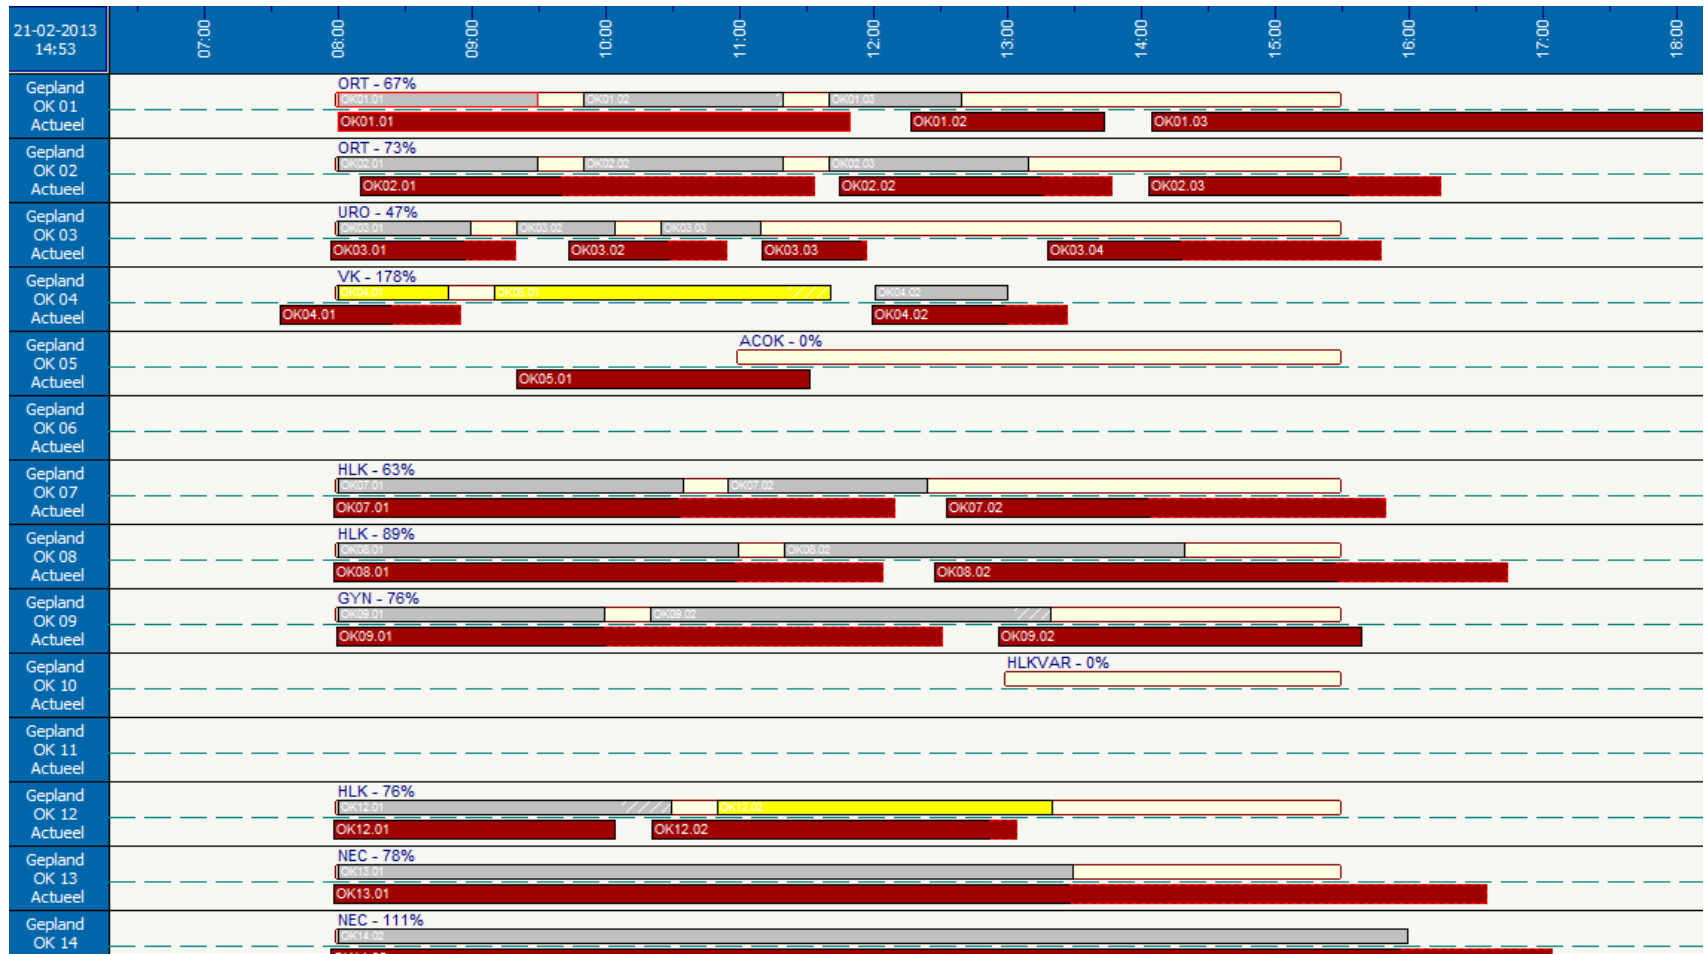 21-02-2013
14:53
07:00 08:00 09:00 10:00 11:00 12:00 13:00 14:00 15:00 16:00 17:00 18:00
Gepland
OK 01
Actueel
ORT - 67%
OK01.01 OK01.02 OK01.03
OK01.01 OK01.02 OK01.03
Gepland
OK 02
Actueel
ORT - 73%
OK02.01 OK02.02 OK02.03
OK02.01 OK02.02 OK02.03
Gepland
OK 03
Actueel
URO - 47%
OK03.01 OK03.02 OK03.03
OK03.01 OK03.02 OK03.03 OK03.04
Gepland
OK 04
Actueel
VK - 178%
OK04.01 OK05.01 OK04.02
OK04.01 OK04.02
Gepland
OK 05
Actueel
ACOK - 0%
OK05.01
Gepland
OK 06
Actueel
Gepland
OK 07
Actueel
HLK - 63%
OK07.01 OK07.02
OK07.01 OK07.02
Gepland
OK 08
Actueel
HLK - 89%
OK08.01 OK08.02
OK08.01 OK08.02
Gepland
OK 09
Actueel
GYN - 76%
OK09.01 OK09.02
OK09.01 OK09.02
Gepland
OK 10
Actueel
HLKVAR - 0%
Gepland
OK 11
Actueel
Gepland
OK 12
Actueel
HLK - 76%
OK12.01 OK12.02
OK12.01 OK12.02
Gepland
OK 13
Actueel
NEC - 78%
OK13.01
OK13.01
Gepland
OK 14
NEC - 111%
OK14.02